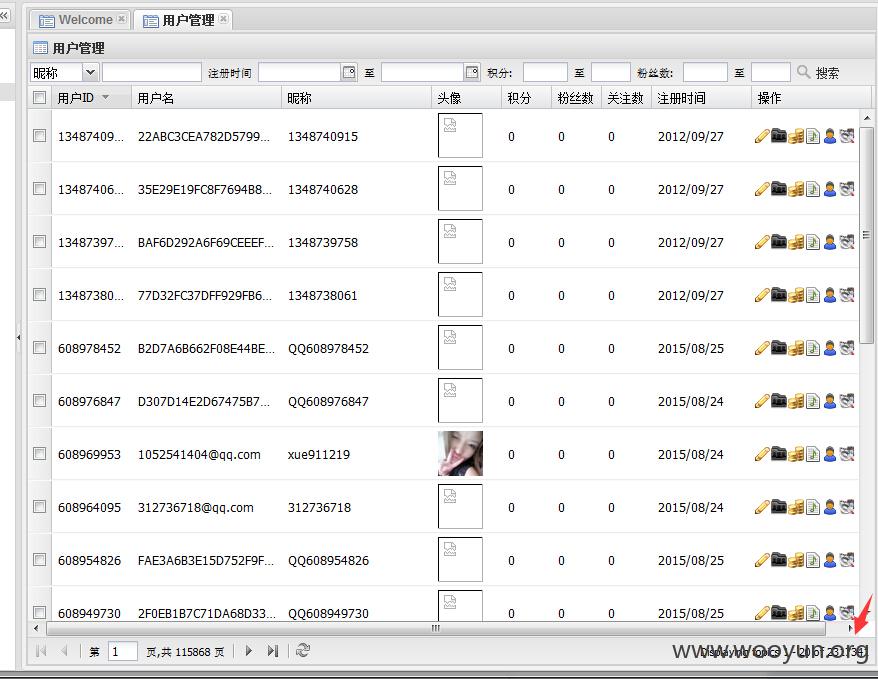 Welcome 用户管理
用户管理
昵称 注册时间 至 积分: 至 粉丝数: 至 搜索
用户ID 用户名 昵称 头像 积分 粉丝数 关注数 注册时间 操作
13487409... 22ABC3CEA782D5799... 1348740915 0 0 0 2012/09/27
13487406... 35E29E19FC8F7694B8... 1348740628 0 0 0 2012/09/27
13487397... BAF6D292A6F69CEEEF... 1348739758 0 0 0 2012/09/27
13487380... 77D32FC37DFF929FB6... 1348738061 0 0 0 2012/09/27
608978452 B2D7A6B662F08E44BE... QQ608978452 0 0 0 2015/08/25
608976847 D307D14E2D67475B7... QQ608976847 0 0 0 2015/08/24
608969953 1052541404@qq.com xue911219 0 0 0 2015/08/24
608964095 312736718@qq.com 312736718 0 0 0 2015/08/24
608954826 FAE3A6B3E15D752F9F... QQ608954826 0 0 0 2015/08/25
608949730 2F0EB1B7C71DA68D33... QQ608949730 0 0 0 2015/08/24
第 1 页,共 115868 页 Displaying topics 1 - 20 of
www.wooyun.org